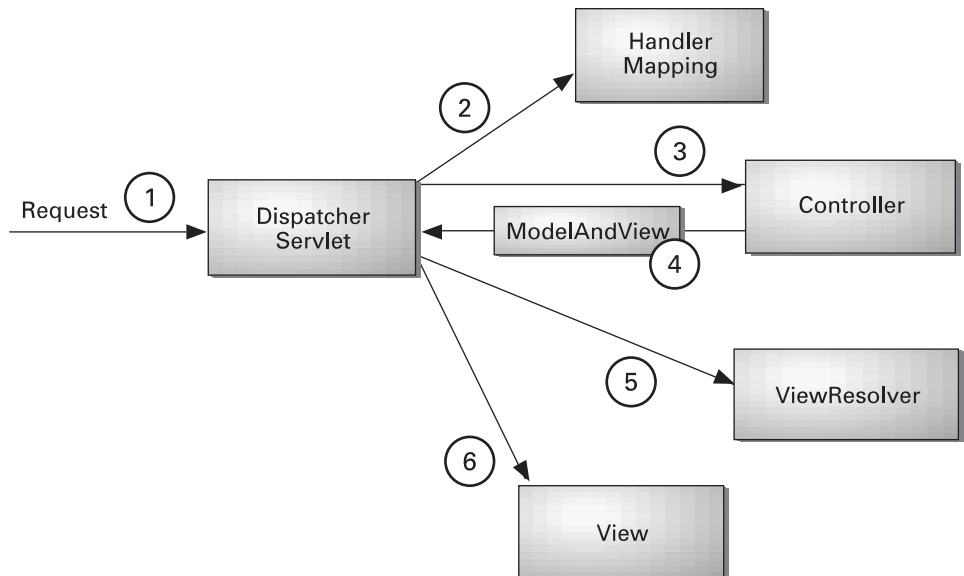 Handler
Mapping
2
3
1
Request
Dispatcher
Servlet
Controller
ModelAndView
4
5
ViewResolver
6
View